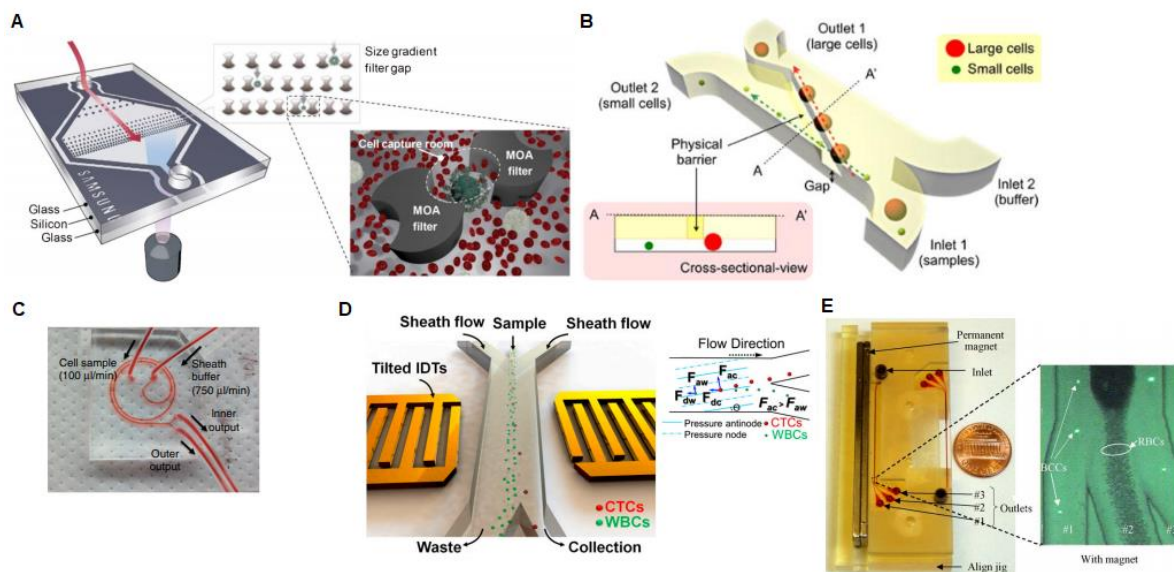 A
Size gradient
filter gap
Cell capture room
MOA
filter
MOA
filter
SAMSUNG
Glass
Silicon
Glass
B
Outlet 1
(large cells)
A'
Large cells
Small cells
Outlet 2
(small cells)
Physical
barrier
A
Gap
Inlet 2
(buffer)
Inlet 1
(samples)
A
A'
Cross-sectional-view
C
Cell sample
(100 µl/min)
Sheath
buffer
(750 µl/min)
Inner
output
Outer
output
D
Sheath flow
Sample
Sheath flow
Tilted IDTs
CTCs
WBCs
Waste
Collection
Flow Direction
Fac
Faw
Fdw
Fdc
Θ
Fac > Faw
Pressure antinode
CTCs
Pressure node
WBCs
E
Permanent
magnet
Inlet
#3
#2
#1
Outlets
Align jig
RBCs
BCCs
#1
#2
With magnet